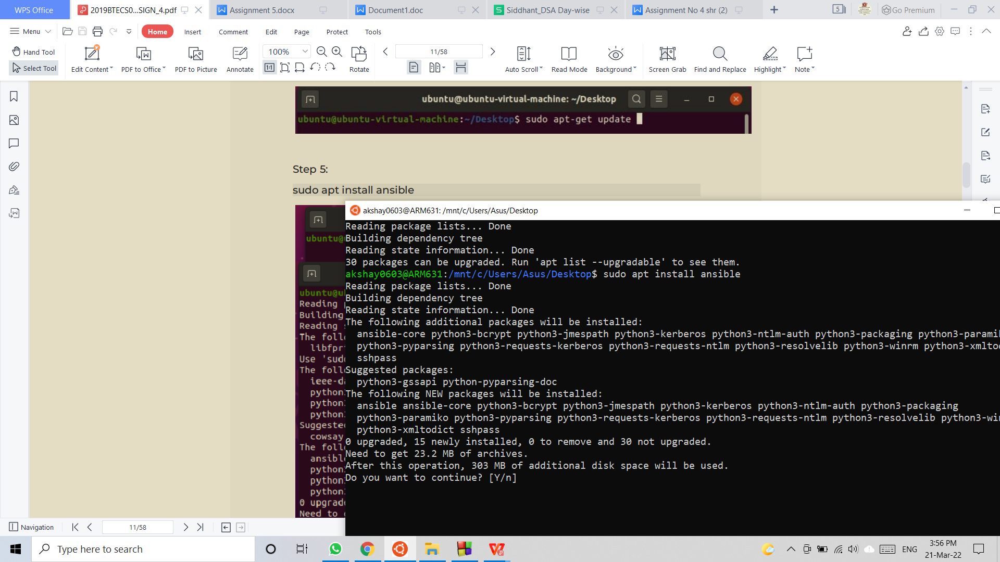 WPS Office
2019BTECS0...SIGN_4.pdf
Assignment 5.docx
Document1.doc
Siddhant_DSA Day-wise
Assignment No 4 shr (2)
5
Go Premium
Menu
Home
Insert
Comment
Edit
Page
Protect
Tools
Hand Tool
Select Tool
Edit Content
PDF to Office
PDF to Picture
Annotate
100%
1:1
Rotate
11/58
Auto Scroll
Read Mode
Background
Screen Grab
Find and Replace
Highlight
Note
ubuntu@ubuntu-virtual-machine: ~/Desktop
ubuntu@ubuntu-virtual-machine:~/Desktop$ sudo apt-get update
Step 5:
sudo apt install ansible
ubuntu@
ubuntu@u
Reading
Building
Reading
The foll
libfpr
Use 'sud
The foll
ieee-d
python
python
python
Suggeste
cowsay
The foll
ansibl
python
python
python
0 upgrad
Need to
akshay0603@ARM631: /mnt/c/Users/Asus/Desktop
Reading package lists... Done
Building dependency tree
Reading state information... Done
30 packages can be upgraded. Run 'apt list --upgradable' to see them.
akshay0603@ARM631:/mnt/c/Users/Asus/Desktop$ sudo apt install ansible
Reading package lists... Done
Building dependency tree
Reading state information... Done
The following additional packages will be installed:
ansible-core python3-bcrypt python3-jmespath python3-kerberos python3-ntlm-auth python3-packaging python3-parami
python3-pyparsing python3-requests-kerberos python3-requests-ntlm python3-resolvelib python3-winrm python3-xmlto
sshpass
Suggested packages:
python3-gssapi python-pyparsing-doc
The following NEW packages will be installed:
ansible ansible-core python3-bcrypt python3-jmespath python3-kerberos python3-ntlm-auth python3-packaging
python3-paramiko python3-pyparsing python3-requests-kerberos python3-requests-ntlm python3-resolvelib python3-wi
python3-xmltodict sshpass
0 upgraded, 15 newly installed, 0 to remove and 30 not upgraded.
Need to get 23.2 MB of archives.
After this operation, 303 MB of additional disk space will be used.
Do you want to continue? [Y/n]
Navigation
11/58
Type here to search
ENG
3:56 PM
21-Mar-22